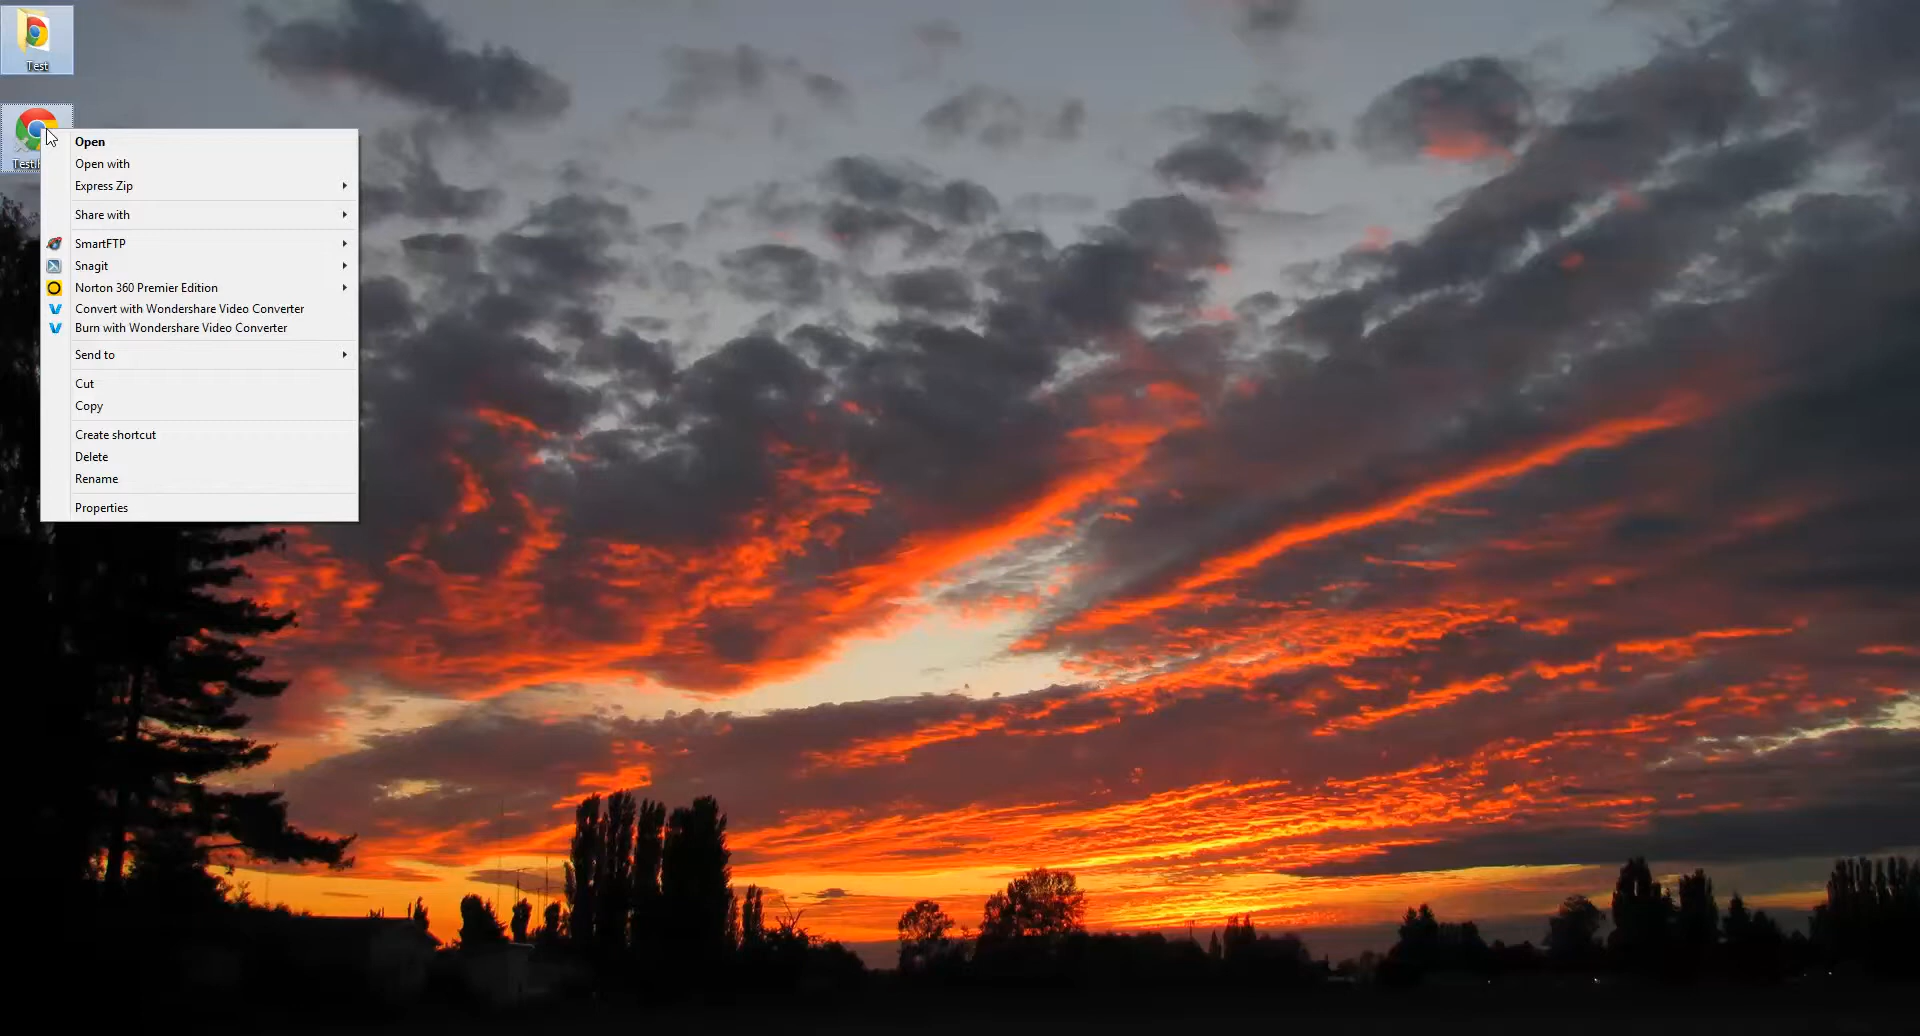 Test
Test
Open
Open with
Express Zip
Share with
SmartFTP
Snagit
Norton 360 Premier Edition
Convert with Wondershare Video Converter
Burn with Wondershare Video Converter
Send to
Cut
Copy
Create shortcut
Delete
Rename
Properties